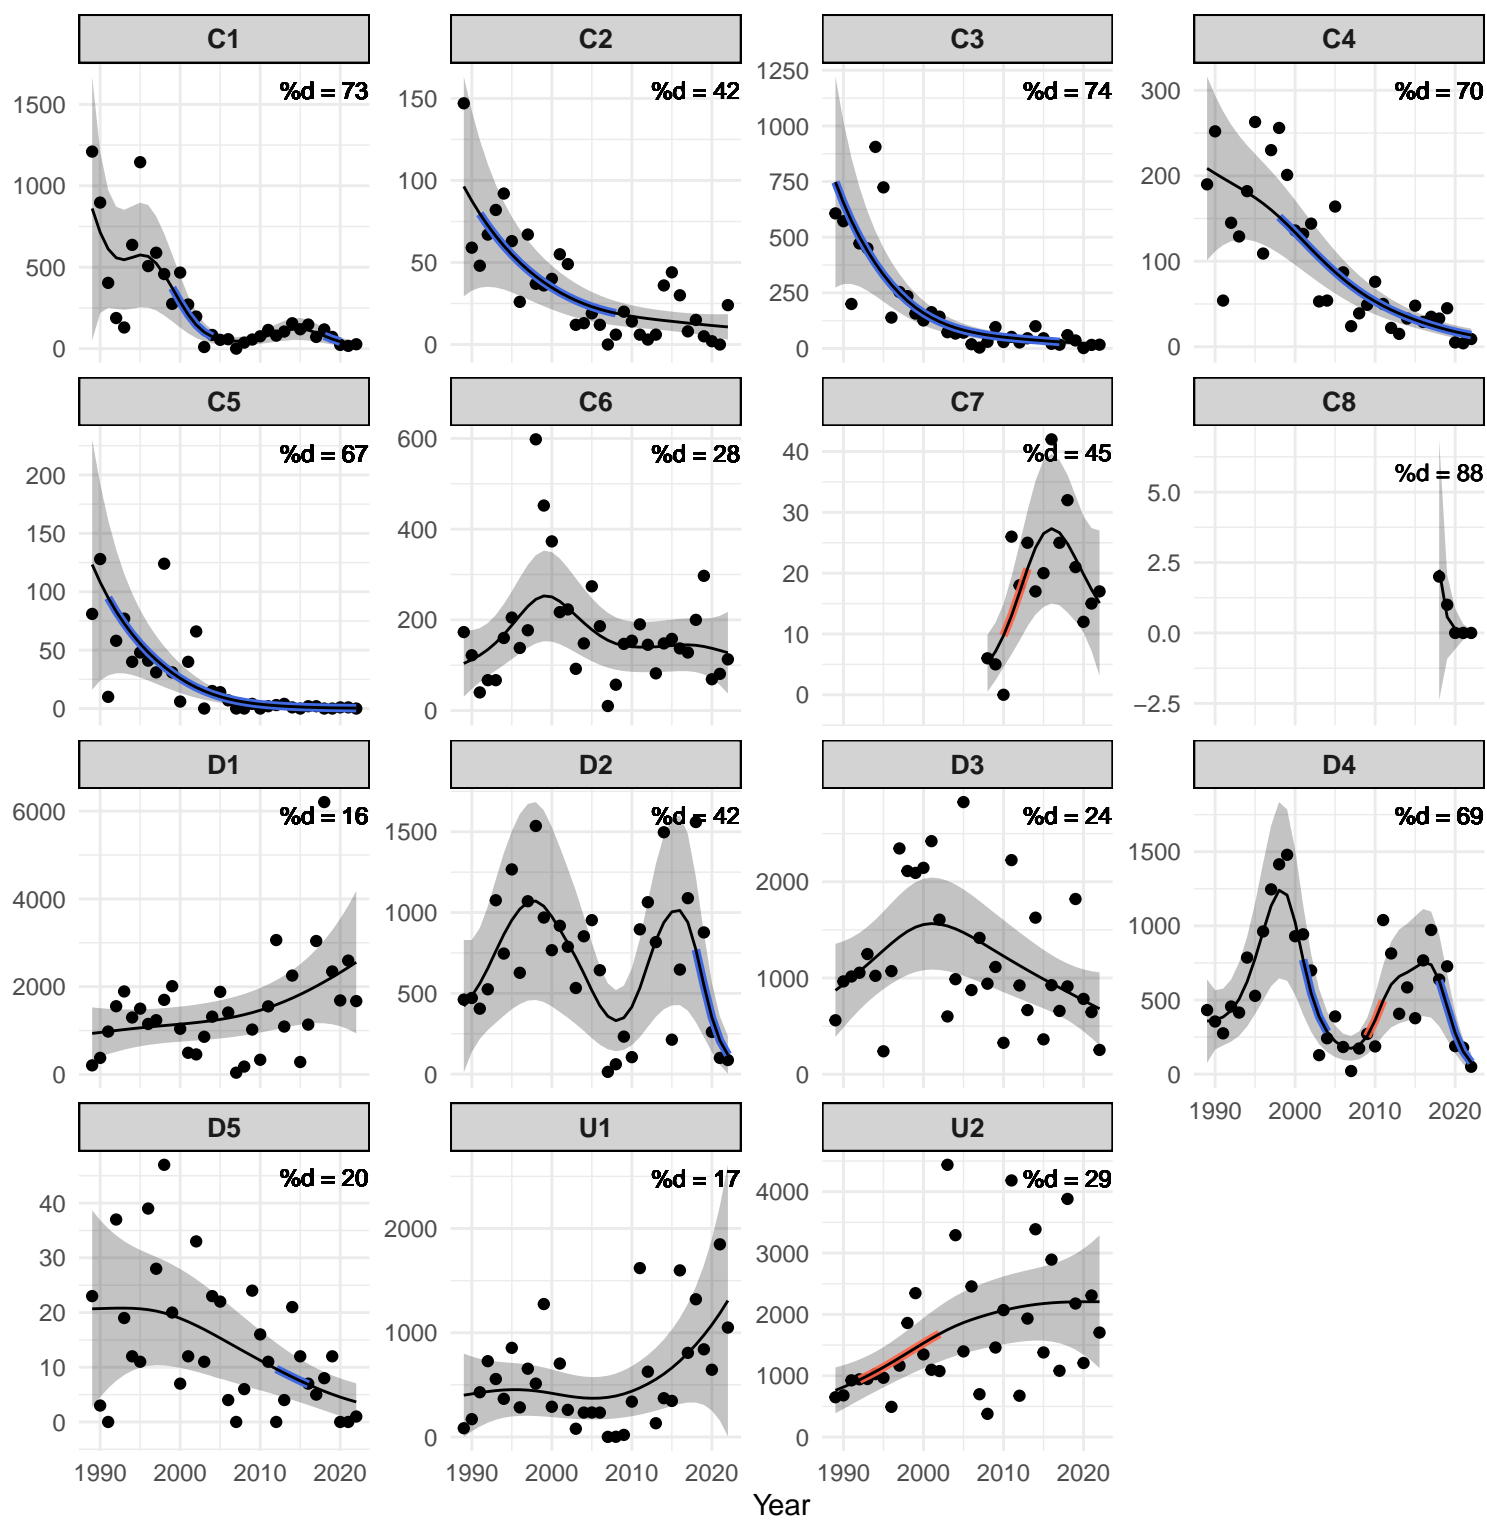 C1
C2
C3
C4
%d = 73
%d = 42
%d = 74
%d = 70
1500
1000
500
0
150
100
50
0
1250
1000
750
500
250
0
300
200
100
0
C5
C6
C7
C8
%d = 67
%d = 28
%d = 45
%d = 88
200
150
100
50
0
600
400
200
0
40
30
20
10
0
5.0
2.5
0.0
−2.5
D1
D2
D3
D4
%d = 16
%d = 42
%d = 24
%d = 69
6000
4000
2000
0
1500
1000
500
0
2000
1000
0
1500
1000
500
0
1990 2000 2010 2020
D5
U1
U2
%d = 20
%d = 17
%d = 29
40
30
20
10
0
2000
1000
0
4000
3000
2000
1000
0
1990 2000 2010 2020
1990 2000 2010 2020
1990 2000 2010 2020
Year